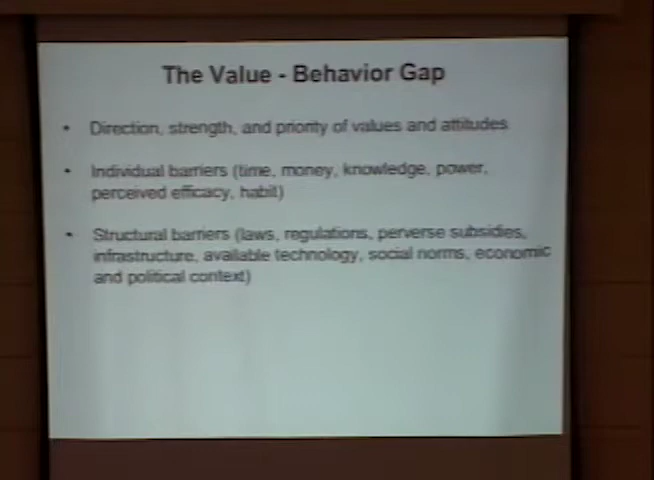 The Value - Behavior Gap
• Direction, strength, and priority of values and attitudes
• Individual barriers (time, money, knowledge, power,
perceived efficacy, habit)
• Structural barriers (laws, regulations, perverse subsidies,
infrastructure, available technology, social norms, economic
and political context)